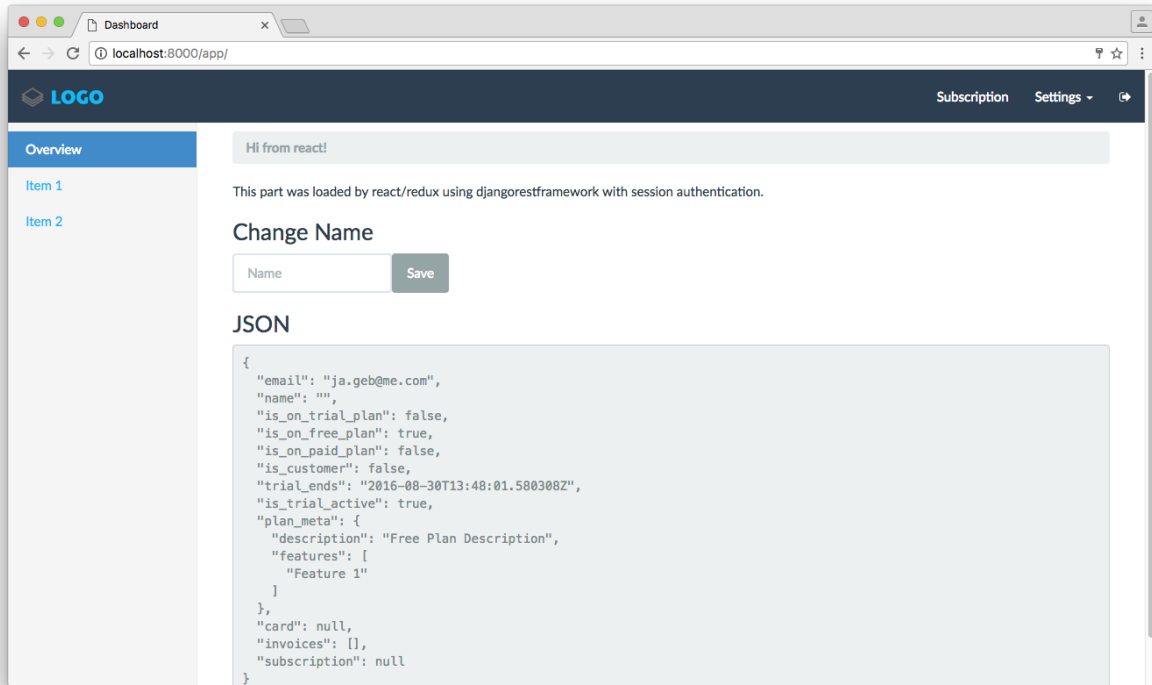 Dashboard
localhost:8000/app/
LOGO
Subscription
Settings
Overview
Item 1
Item 2
Hi from react!
This part was loaded by react/redux using djangorestframework with session authentication.
Change Name
Name
Save
JSON
{
  "email": "ja.geb@me.com",
  "name": "",
  "is_on_trial_plan": false,
  "is_on_free_plan": true,
  "is_on_paid_plan": false,
  "is_customer": false,
  "trial_ends": "2016-08-30T13:48:01.580308Z",
  "is_trial_active": true,
  "plan_meta": {
    "description": "Free Plan Description",
    "features": [
      "Feature 1"
    ]
  },
  "card": null,
  "invoices": [],
  "subscription": null
}